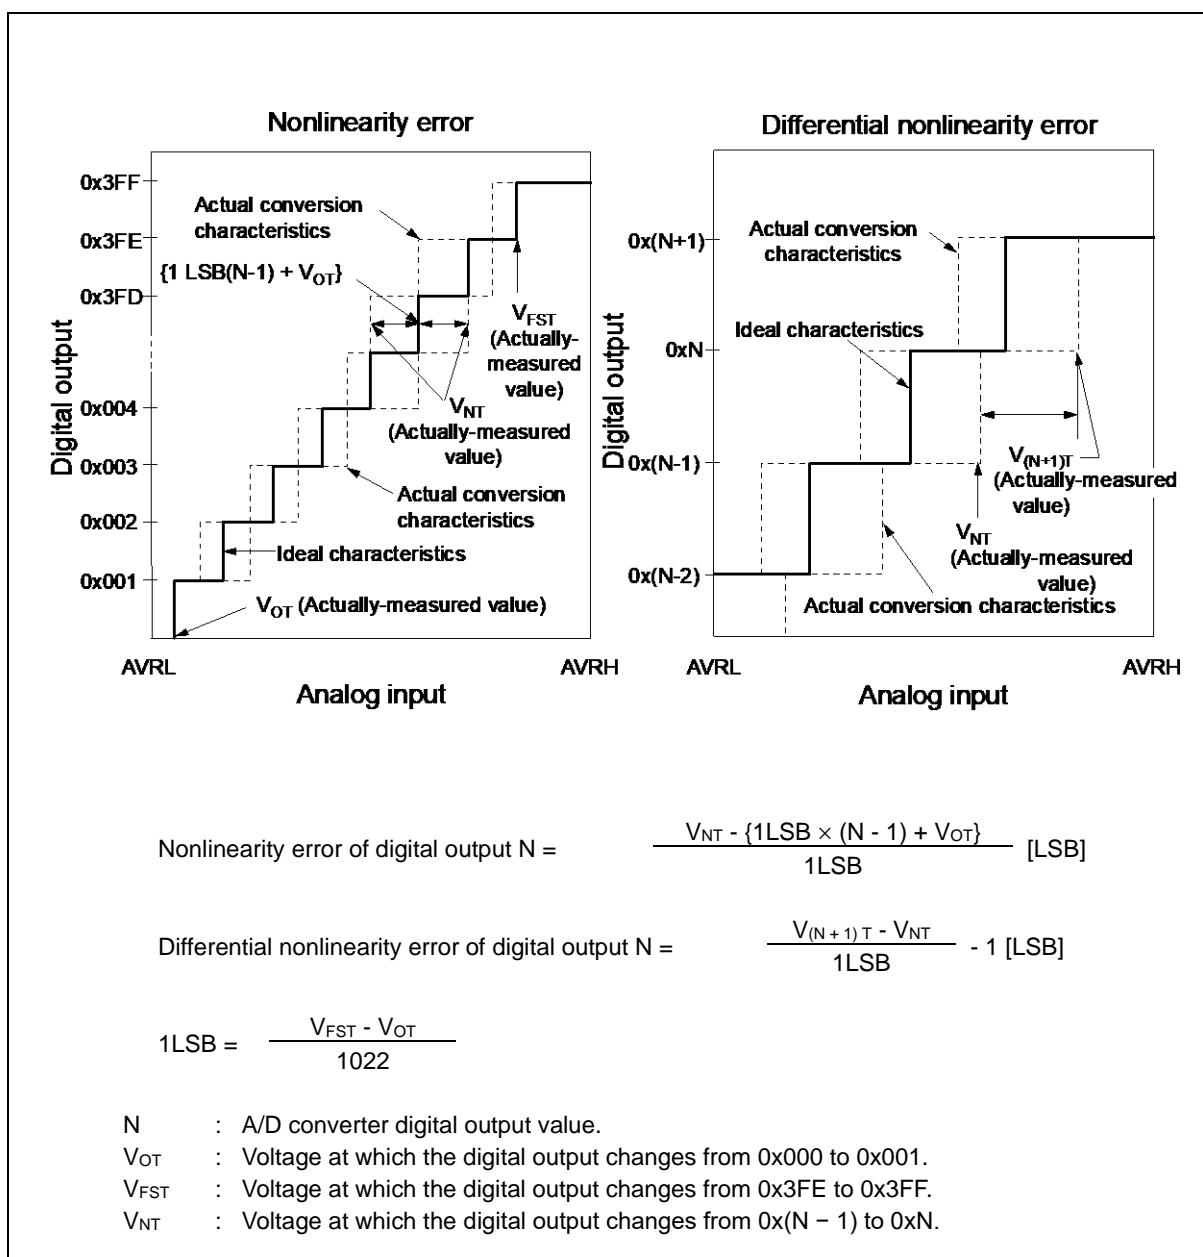 Nonlinearity error
0x3FF
0x3FE
0x3FD
0x004
0x003
0x002
0x001
Digital output
Actual conversion
characteristics
{1 LSB(N-1) + VOT}
VFST
(Actually-
measured
value)
VNT
(Actually-measured
value)
Actual conversion
characteristics
Ideal characteristics
VOT (Actually-measured value)
AVRL
AVRH
Analog input
Differential nonlinearity error
0x(N+1)
0xN
0x(N-1)
0x(N-2)
Digital output
Actual conversion
characteristics
Ideal characteristics
V(N+1)T
(Actually-measured
value)
VNT
(Actually-measured
value)
Actual conversion characteristics
AVRL
AVRH
Analog input
Nonlinearity error of digital output N =
VNT - {1LSB × (N - 1) + VOT}
1LSB
[LSB]
Differential nonlinearity error of digital output N =
V(N + 1) T - VNT
1LSB
- 1 [LSB]
1LSB =
VFST - VOT
1022
N : A/D converter digital output value.
VOT : Voltage at which the digital output changes from 0x000 to 0x001.
VFST : Voltage at which the digital output changes from 0x3FE to 0x3FF.
VNT : Voltage at which the digital output changes from 0x(N − 1) to 0xN.